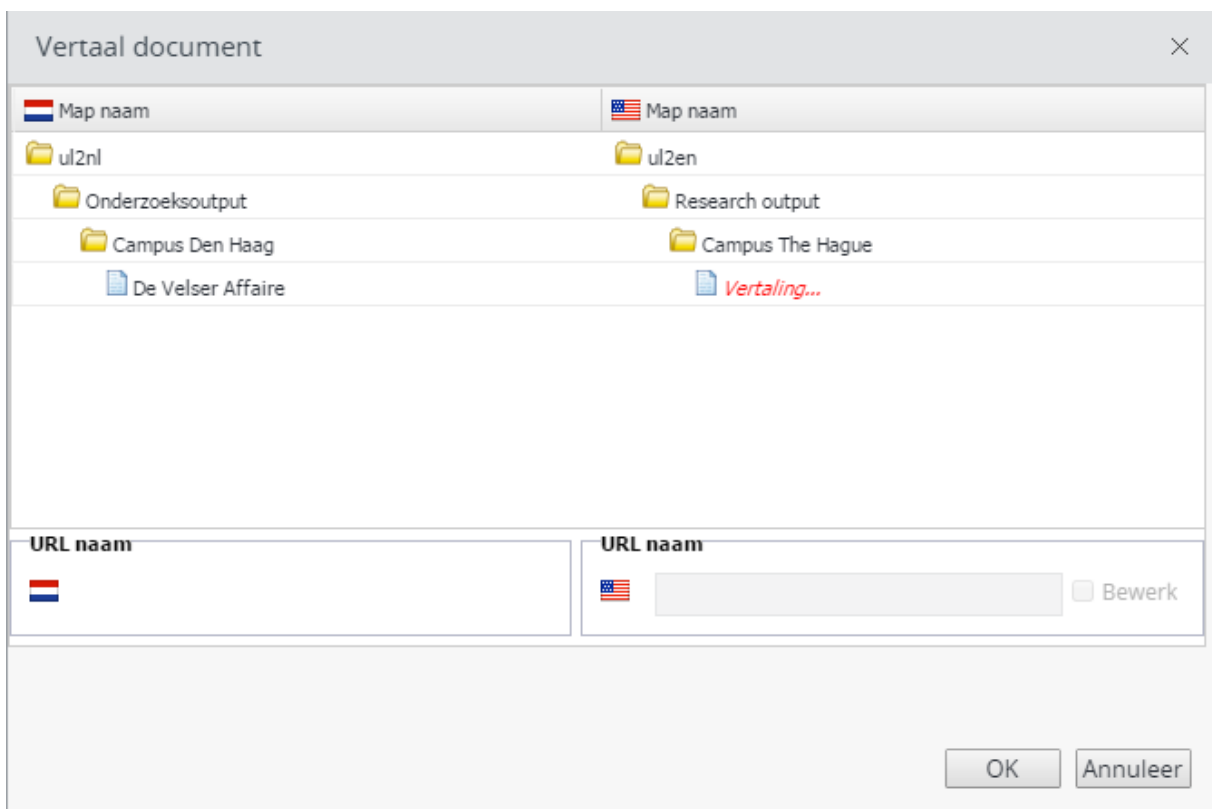 Vertaal document
Map naam Map naam
ul2nl ul2en
Onderzoeksoutput Research output
Campus Den Haag Campus The Hague
De Velser Affaire Vertaling...
URL naam URL naam
Bewerk
OK Annuleer